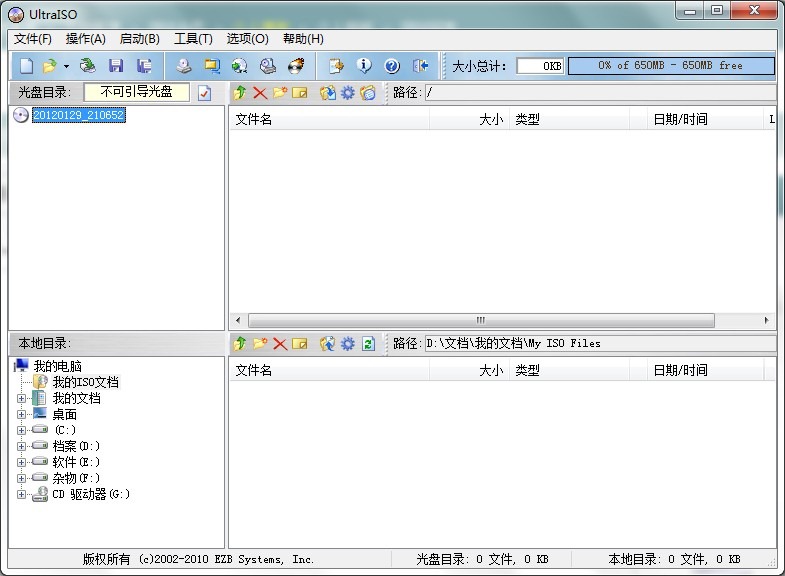 UltraISO
文件(F) 操作(A) 启动(B) 工具(T) 选项(O) 帮助(H)
大小总计: 0KB 0% of 650MB - 650MB free
光盘目录: 不可引导光盘 路径: /
20120129_210652
文件名 大小 类型 日期/时间 L
本地目录: 路径: D:\文档\我的文档\My ISO Files
文件名 大小 类型 日期/时间
我的电脑
我的ISO文档
我的文档
桌面
(C:)
档案(D:)
软件(E:)
杂物(F:)
CD 驱动器(G:)
版权所有 (c)2002-2010 EZB Systems, Inc. 光盘目录: 0 文件, 0 KB 本地目录: 0 文件, 0 KB